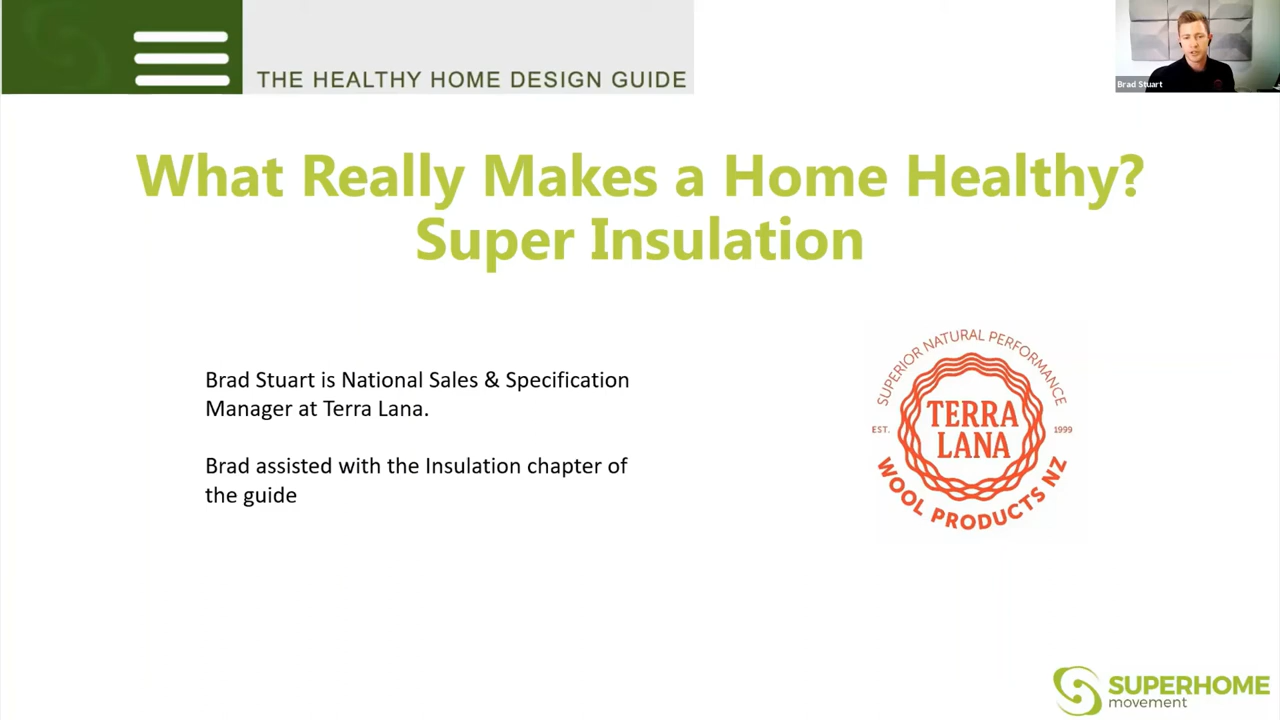 THE HEALTHY HOME DESIGN GUIDE
Brad Stuart
What Really Makes a Home Healthy?
Super Insulation
Brad Stuart is National Sales & Specification
Manager at Terra Lana.
Brad assisted with the Insulation chapter of
the guide
SUPERIOR NATURAL PERFORMANCE
TERRA
LANA
EST.
1999
WOOL PRODUCTS NZ
SUPERHOME
movement